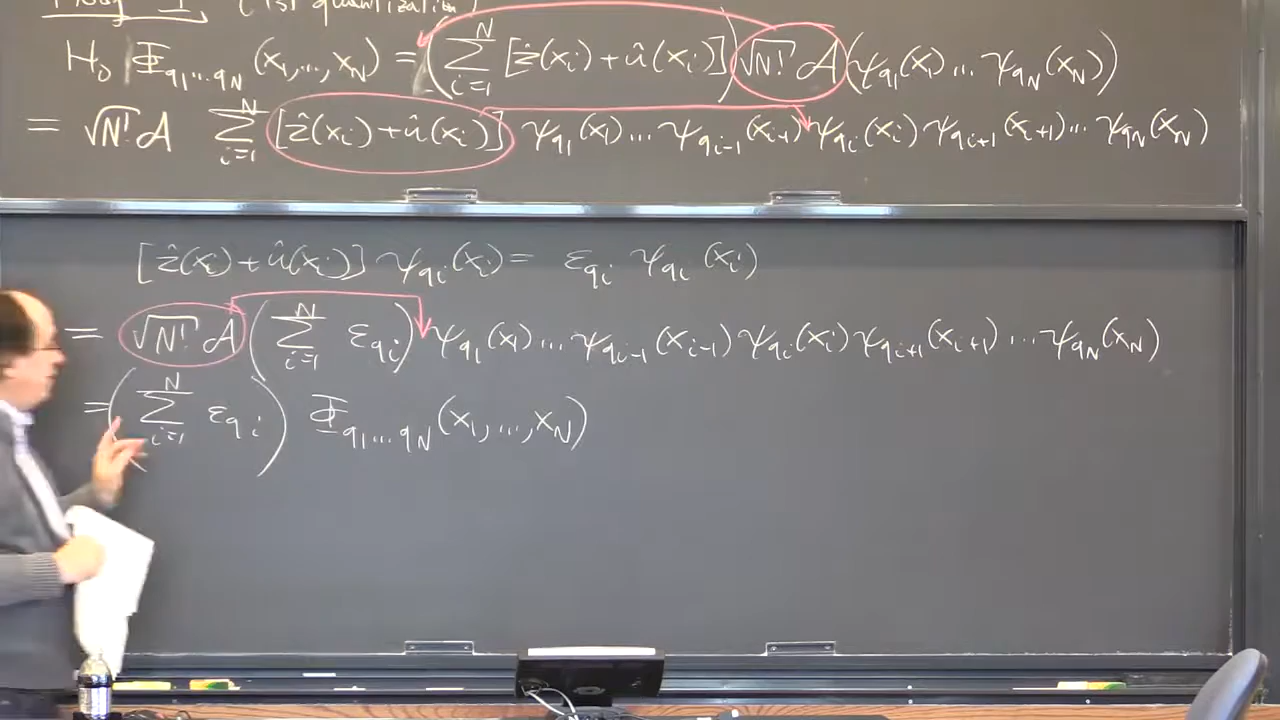 Proof I (1st quantization)
H₀ Φ_{q₁...q_N}(x₁,...,x_N) = (∑_{i=1}^{N} [ẑ(xᵢ)+û(xᵢ)]) √N! 𝒜 (ψ_{q₁}(x₁)... ψ_{q_N}(x_N))
= √N! 𝒜 ∑_{i=1}^{N} [ẑ(xᵢ)+û(xᵢ)] ψ_{q₁}(x₁)... ψ_{q_{i-1}}(x_{i-1}) ψ_{qᵢ}(xᵢ) ψ_{q_{i+1}}(x_{i+1})... ψ_{q_N}(x_N)
[ẑ(xᵢ)+û(xᵢ)] ψ_{qᵢ}(xᵢ) = ε_{qᵢ} ψ_{qᵢ}(xᵢ)
= √N! 𝒜 (∑_{i=1}^{N} ε_{qᵢ}) ψ_{q₁}(x₁)... ψ_{q_{i-1}}(x_{i-1}) ψ_{qᵢ}(xᵢ) ψ_{q_{i+1}}(x_{i+1})... ψ_{q_N}(x_N)
= (∑_{i=1}^{N} ε_{qᵢ}) Φ_{q₁...q_N}(x₁,...,x_N)